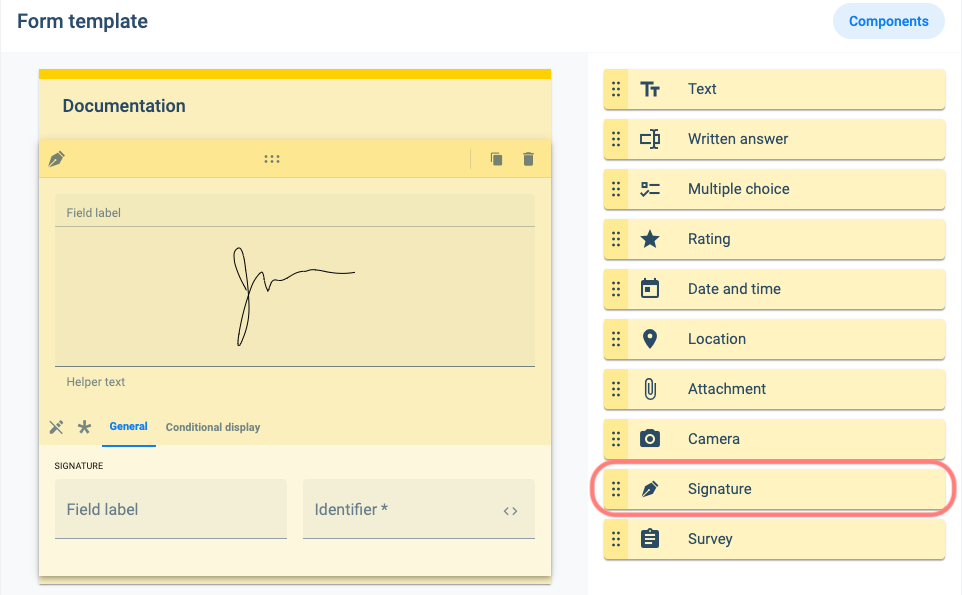 Form template
Components
Documentation
Field label
Helper text
General
Conditional display
SIGNATURE
Field label
Identifier *
Text
Written answer
Multiple choice
Rating
Date and time
Location
Attachment
Camera
Signature
Survey